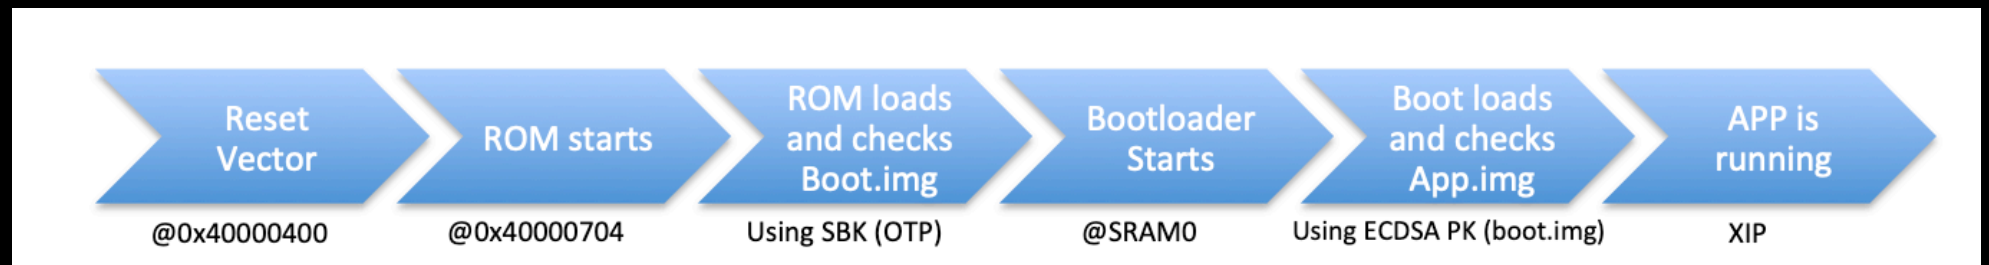 Reset
Vector
ROM starts
ROM loads
and checks
Boot.img
Bootloader
Starts
Boot loads
and checks
App.img
APP is
running
@0x40000400
@0x40000704
Using SBK (OTP)
@SRAM0
Using ECDSA PK (boot.img)
XIP